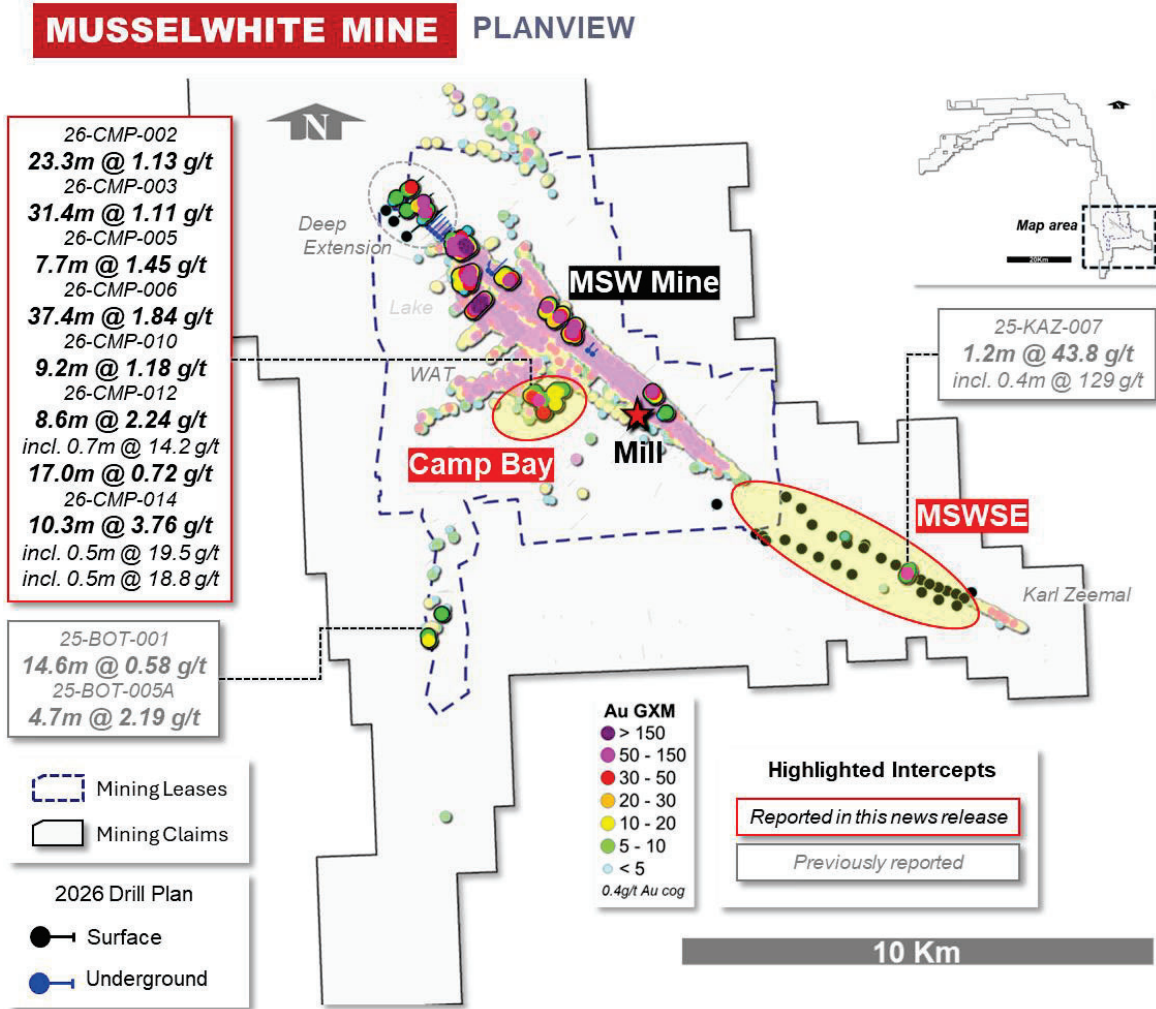 MUSSELWHITE MINE PLANVIEW
26-CMP-002
23.3m @ 1.13 g/t
26-CMP-003
31.4m @ 1.11 g/t
26-CMP-005
7.7m @ 1.45 g/t
26-CMP-006
37.4m @ 1.84 g/t
26-CMP-010
9.2m @ 1.18 g/t
26-CMP-012
8.6m @ 2.24 g/t
incl. 0.7m @ 14.2 g/t
17.0m @ 0.72 g/t
26-CMP-014
10.3m @ 3.76 g/t
incl. 0.5m @ 19.5 g/t
incl. 0.5m @ 18.8 g/t
25-BOT-001
14.6m @ 0.58 g/t
25-BOT-005A
4.7m @ 2.19 g/t
N
Deep
Extension
Lake
MSW Mine
WAT
Camp Bay
Mill
MSWSE
Karl Zeemal
Map area
20Km
25-KAZ-007
1.2m @ 43.8 g/t
incl. 0.4m @ 129 g/t
Mining Leases
Mining Claims
2026 Drill Plan
Surface
Underground
Au GXM
> 150
50 - 150
30 - 50
20 - 30
10 - 20
5 - 10
< 5
0.4g/t Au cog
Highlighted Intercepts
Reported in this news release
Previously reported
10 Km